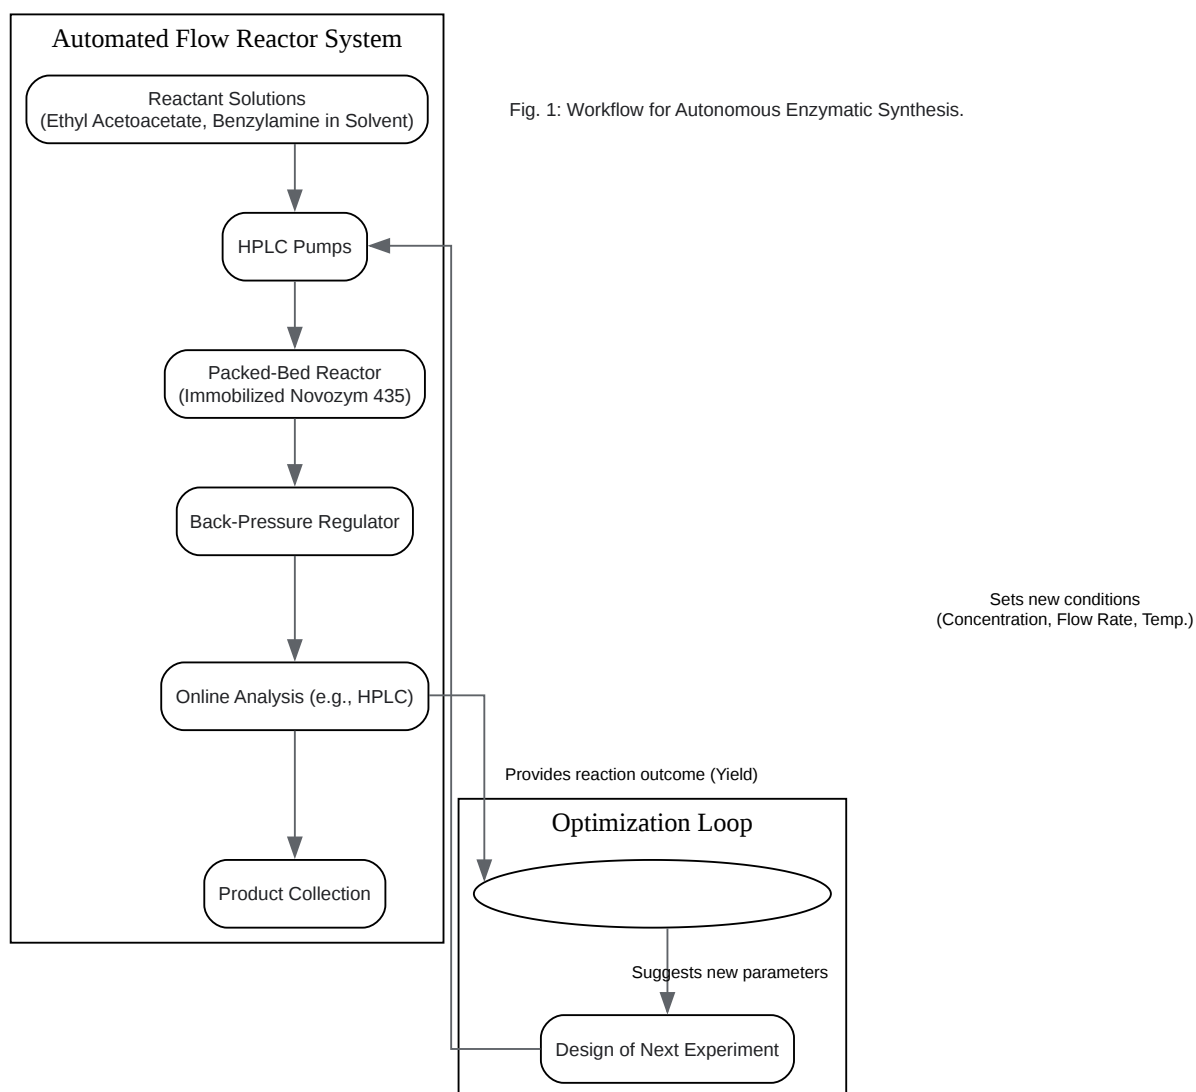 Automated Flow Reactor System
Reactant Solutions
(Ethyl Acetoacetate, Benzylamine in Solvent)
Fig. 1: Workflow for Autonomous Enzymatic Synthesis.
HPLC Pumps
Packed-Bed Reactor
(Immobilized Novozym 435)
Back-Pressure Regulator
Sets new conditions
(Concentration, Flow Rate, Temp.)
Online Analysis (e.g., HPLC)
Provides reaction outcome (Yield)
Product Collection
Optimization Loop
Suggests new parameters
Design of Next Experiment